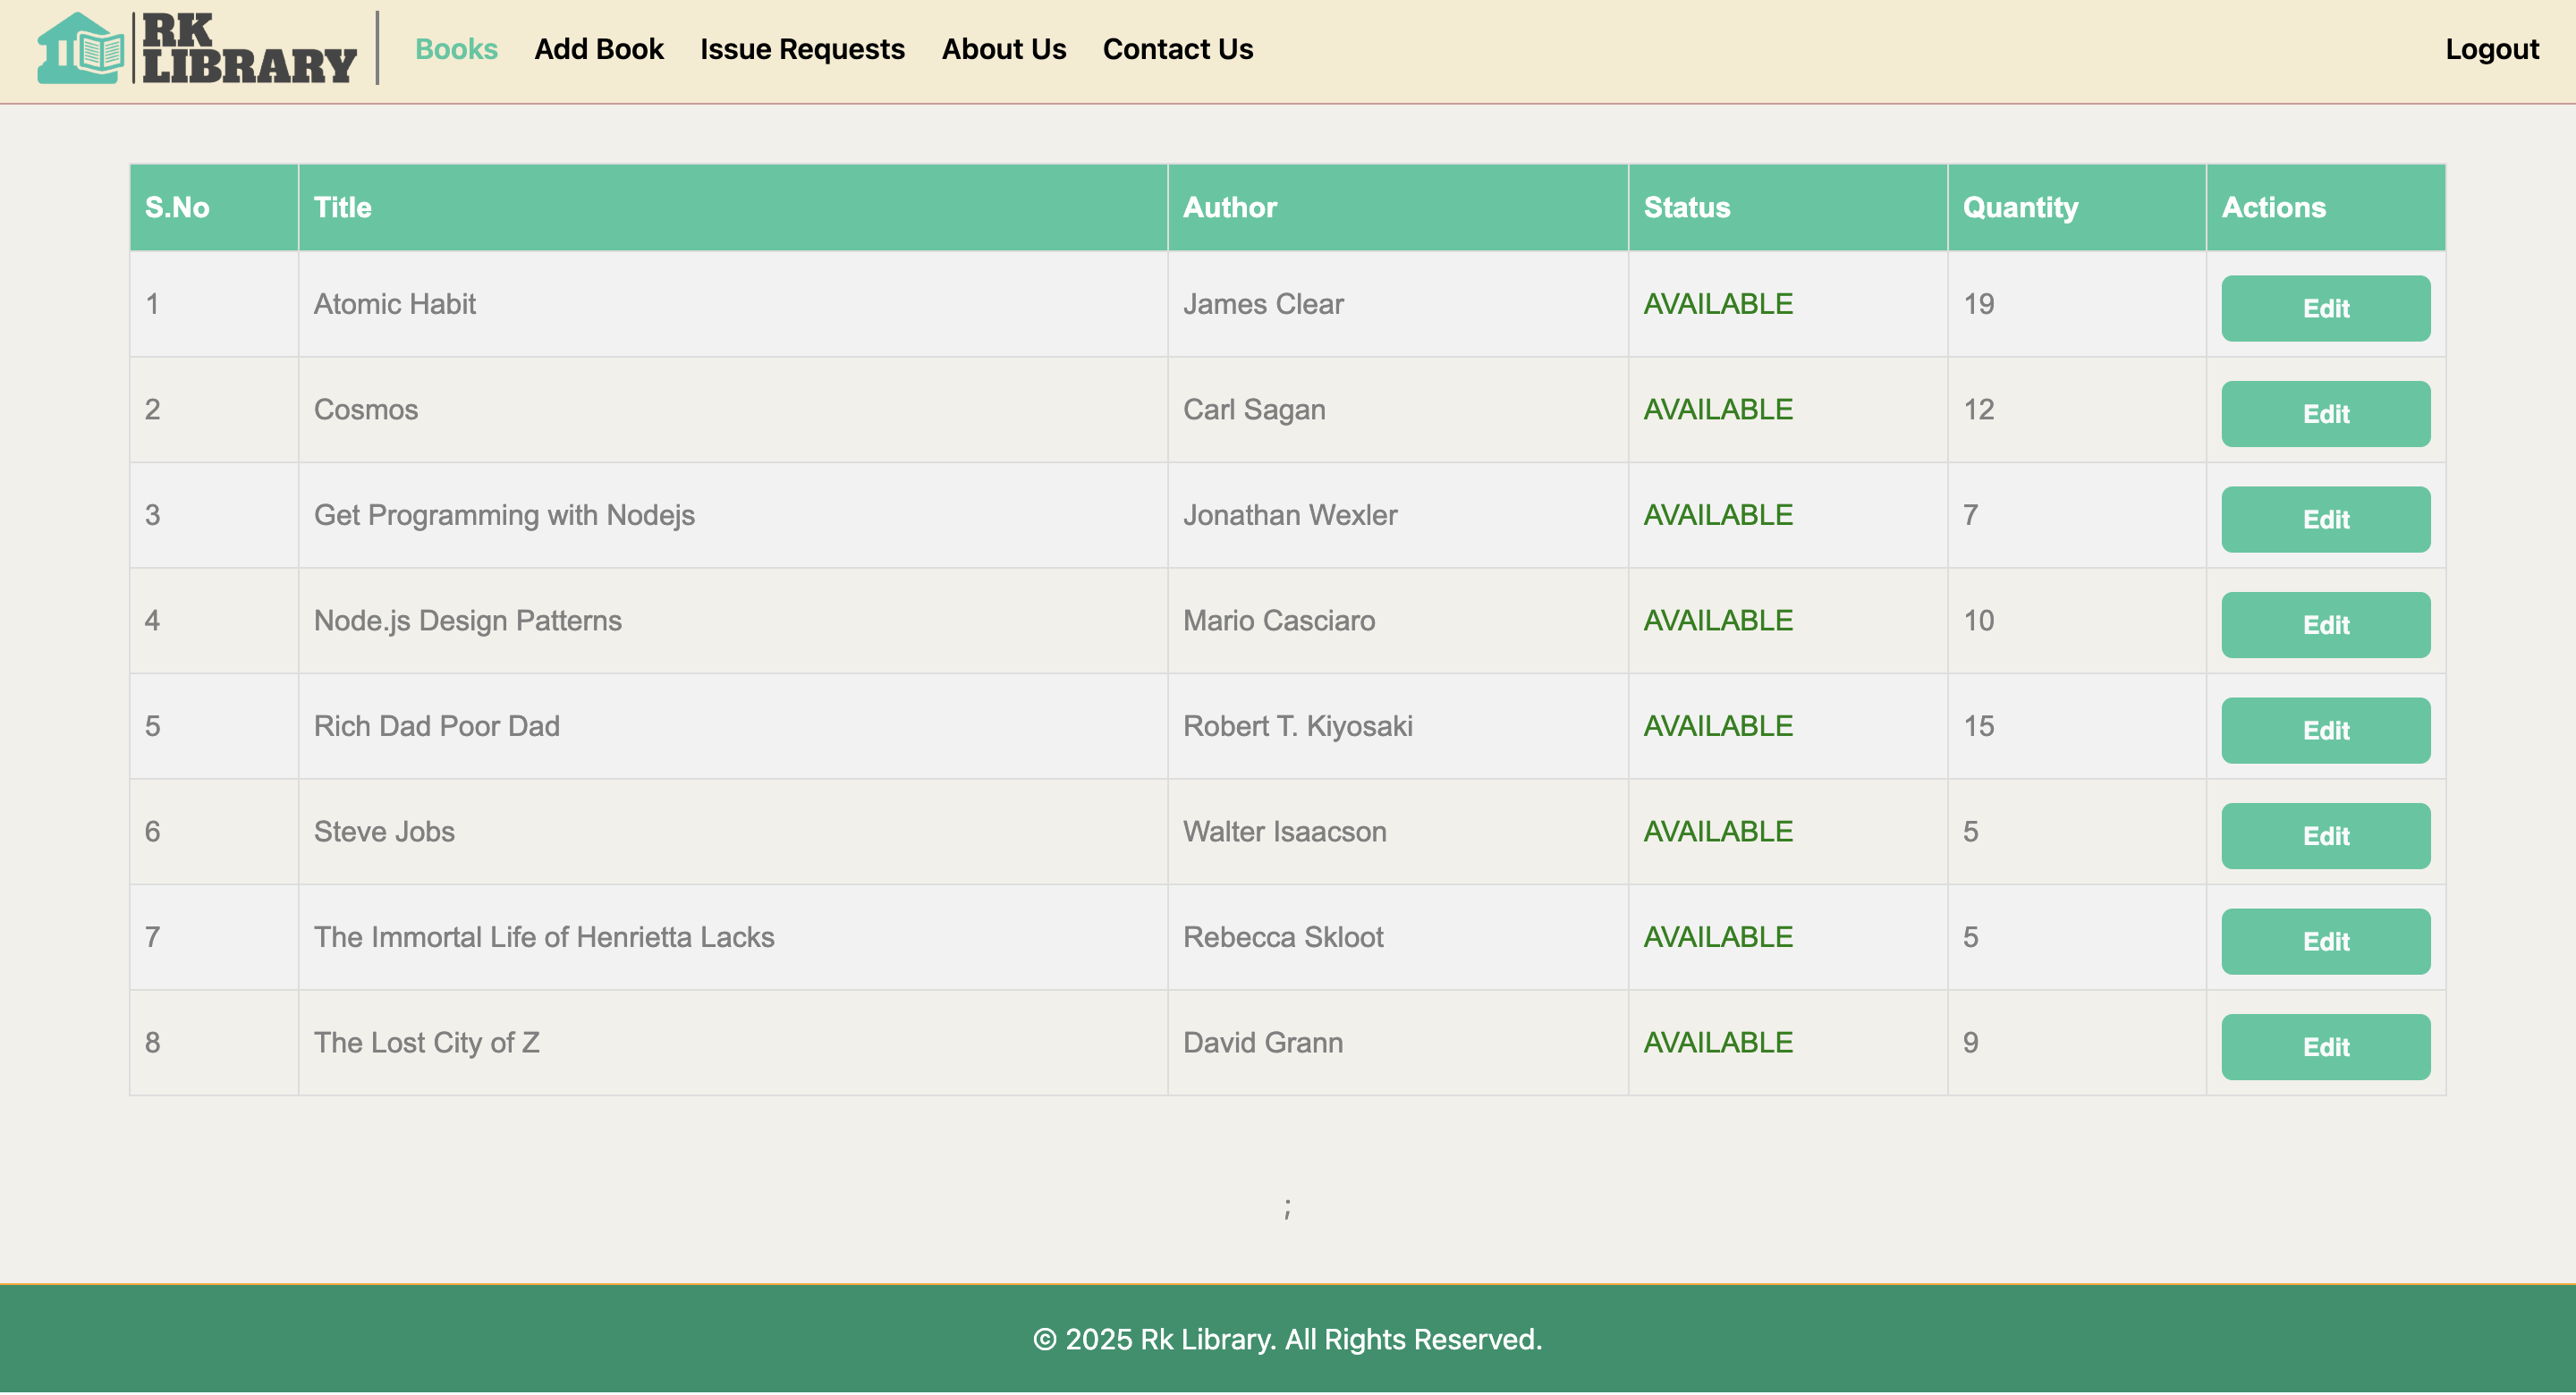 RK
LIBRARY
Books Add Book Issue Requests About Us Contact Us Logout
S.No Title Author Status Quantity Actions
1 Atomic Habit James Clear AVAILABLE 19 Edit
2 Cosmos Carl Sagan AVAILABLE 12 Edit
3 Get Programming with Nodejs Jonathan Wexler AVAILABLE 7 Edit
4 Node.js Design Patterns Mario Casciaro AVAILABLE 10 Edit
5 Rich Dad Poor Dad Robert T. Kiyosaki AVAILABLE 15 Edit
6 Steve Jobs Walter Isaacson AVAILABLE 5 Edit
7 The Immortal Life of Henrietta Lacks Rebecca Skloot AVAILABLE 5 Edit
8 The Lost City of Z David Grann AVAILABLE 9 Edit
;
© 2025 Rk Library. All Rights Reserved.